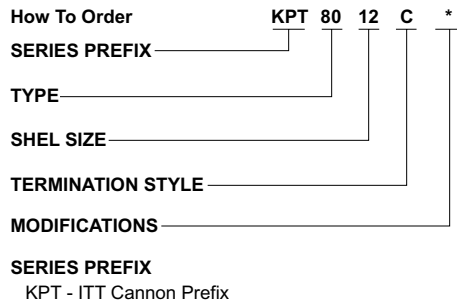 How To Order KPT 80 12 C *
SERIES PREFIX
TYPE
SHEL SIZE
TERMINATION STYLE
MODIFICATIONS
SERIES PREFIX
KPT - ITT Cannon Prefix